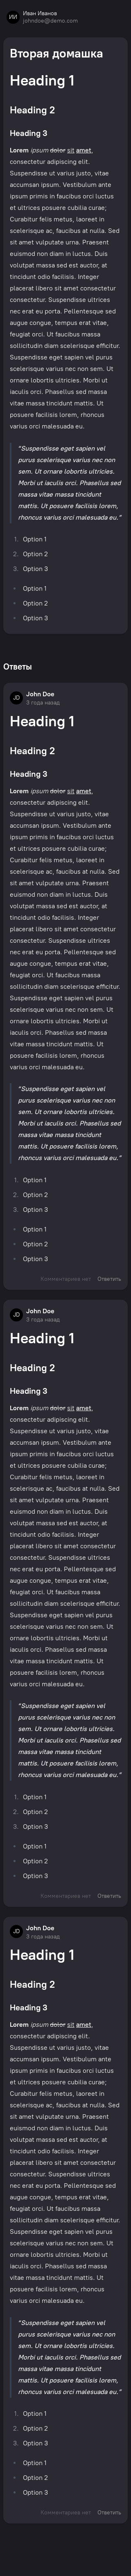 ИИ
Иван Иванов
johndoe@demo.com
Вторая домашка
Heading 1
Heading 2
Heading 3
Lorem ipsum dolor sit amet,
consectetur adipiscing elit.
Suspendisse ut varius justo, vitae
accumsan ipsum. Vestibulum ante
ipsum primis in faucibus orci luctus
et ultrices posuere cubilia curae;
Curabitur felis metus, laoreet in
scelerisque ac, faucibus at nulla. Sed
sit amet vulputate urna. Praesent
euismod non diam in luctus. Duis
volutpat massa sed est auctor, at
tincidunt odio facilisis. Integer
placerat libero sit amet consectetur
consectetur. Suspendisse ultrices
nec erat eu porta. Pellentesque sed
augue congue, tempus erat vitae,
feugiat orci. Ut faucibus massa
sollicitudin diam scelerisque efficitur.
Suspendisse eget sapien vel purus
scelerisque varius nec non sem. Ut
ornare lobortis ultricies. Morbi ut
iaculis orci. Phasellus sed massa
vitae massa tincidunt mattis. Ut
posuere facilisis lorem, rhoncus
varius orci malesuada eu.
"Suspendisse eget sapien vel
purus scelerisque varius nec non
sem. Ut ornare lobortis ultricies.
Morbi ut iaculis orci. Phasellus sed
massa vitae massa tincidunt
mattis. Ut posuere facilisis lorem,
rhoncus varius orci malesuada eu."
1. Option 1
2. Option 2
3. Option 3
• Option 1
• Option 2
• Option 3
Ответы
JD
John Doe
3 года назад
Heading 1
Heading 2
Heading 3
Lorem ipsum dolor sit amet,
consectetur adipiscing elit.
Suspendisse ut varius justo, vitae
accumsan ipsum. Vestibulum ante
ipsum primis in faucibus orci luctus
et ultrices posuere cubilia curae;
Curabitur felis metus, laoreet in
scelerisque ac, faucibus at nulla. Sed
sit amet vulputate urna. Praesent
euismod non diam in luctus. Duis
volutpat massa sed est auctor, at
tincidunt odio facilisis. Integer
placerat libero sit amet consectetur
consectetur. Suspendisse ultrices
nec erat eu porta. Pellentesque sed
augue congue, tempus erat vitae,
feugiat orci. Ut faucibus massa
sollicitudin diam scelerisque efficitur.
Suspendisse eget sapien vel purus
scelerisque varius nec non sem. Ut
ornare lobortis ultricies. Morbi ut
iaculis orci. Phasellus sed massa
vitae massa tincidunt mattis. Ut
posuere facilisis lorem, rhoncus
varius orci malesuada eu.
"Suspendisse eget sapien vel
purus scelerisque varius nec non
sem. Ut ornare lobortis ultricies.
Morbi ut iaculis orci. Phasellus sed
massa vitae massa tincidunt
mattis. Ut posuere facilisis lorem,
rhoncus varius orci malesuada eu."
1. Option 1
2. Option 2
3. Option 3
• Option 1
• Option 2
• Option 3
Комментариев нет Ответить
JD
John Doe
3 года назад
Heading 1
Heading 2
Heading 3
Lorem ipsum dolor sit amet,
consectetur adipiscing elit.
Suspendisse ut varius justo, vitae
accumsan ipsum. Vestibulum ante
ipsum primis in faucibus orci luctus
et ultrices posuere cubilia curae;
Curabitur felis metus, laoreet in
scelerisque ac, faucibus at nulla. Sed
sit amet vulputate urna. Praesent
euismod non diam in luctus. Duis
volutpat massa sed est auctor, at
tincidunt odio facilisis. Integer
placerat libero sit amet consectetur
consectetur. Suspendisse ultrices
nec erat eu porta. Pellentesque sed
augue congue, tempus erat vitae,
feugiat orci. Ut faucibus massa
sollicitudin diam scelerisque efficitur.
Suspendisse eget sapien vel purus
scelerisque varius nec non sem. Ut
ornare lobortis ultricies. Morbi ut
iaculis orci. Phasellus sed massa
vitae massa tincidunt mattis. Ut
posuere facilisis lorem, rhoncus
varius orci malesuada eu.
"Suspendisse eget sapien vel
purus scelerisque varius nec non
sem. Ut ornare lobortis ultricies.
Morbi ut iaculis orci. Phasellus sed
massa vitae massa tincidunt
mattis. Ut posuere facilisis lorem,
rhoncus varius orci malesuada eu."
1. Option 1
2. Option 2
3. Option 3
• Option 1
• Option 2
• Option 3
Комментариев нет Ответить
JD
John Doe
3 года назад
Heading 1
Heading 2
Heading 3
Lorem ipsum dolor sit amet,
consectetur adipiscing elit.
Suspendisse ut varius justo, vitae
accumsan ipsum. Vestibulum ante
ipsum primis in faucibus orci luctus
et ultrices posuere cubilia curae;
Curabitur felis metus, laoreet in
scelerisque ac, faucibus at nulla. Sed
sit amet vulputate urna. Praesent
euismod non diam in luctus. Duis
volutpat massa sed est auctor, at
tincidunt odio facilisis. Integer
placerat libero sit amet consectetur
consectetur. Suspendisse ultrices
nec erat eu porta. Pellentesque sed
augue congue, tempus erat vitae,
feugiat orci. Ut faucibus massa
sollicitudin diam scelerisque efficitur.
Suspendisse eget sapien vel purus
scelerisque varius nec non sem. Ut
ornare lobortis ultricies. Morbi ut
iaculis orci. Phasellus sed massa
vitae massa tincidunt mattis. Ut
posuere facilisis lorem, rhoncus
varius orci malesuada eu.
"Suspendisse eget sapien vel
purus scelerisque varius nec non
sem. Ut ornare lobortis ultricies.
Morbi ut iaculis orci. Phasellus sed
massa vitae massa tincidunt
mattis. Ut posuere facilisis lorem,
rhoncus varius orci malesuada eu."
1. Option 1
2. Option 2
3. Option 3
• Option 1
• Option 2
• Option 3
Комментариев нет Ответить